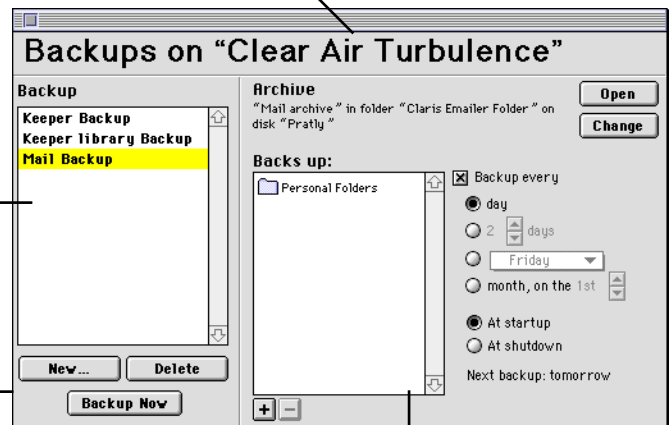 Backups on “Clear Air Turbulence”
Backup
Keeper Backup
Keeper library Backup
Mail Backup
New...
Delete
Backup Now
Archive
“Mail archive” in folder “Claris Emailer Folder” on
disk “Pratly”
Open
Change
Backs up:
Personal Folders
Backup every
day
2 days
Friday
month, on the 1st
At startup
At shutdown
Next backup: tomorrow